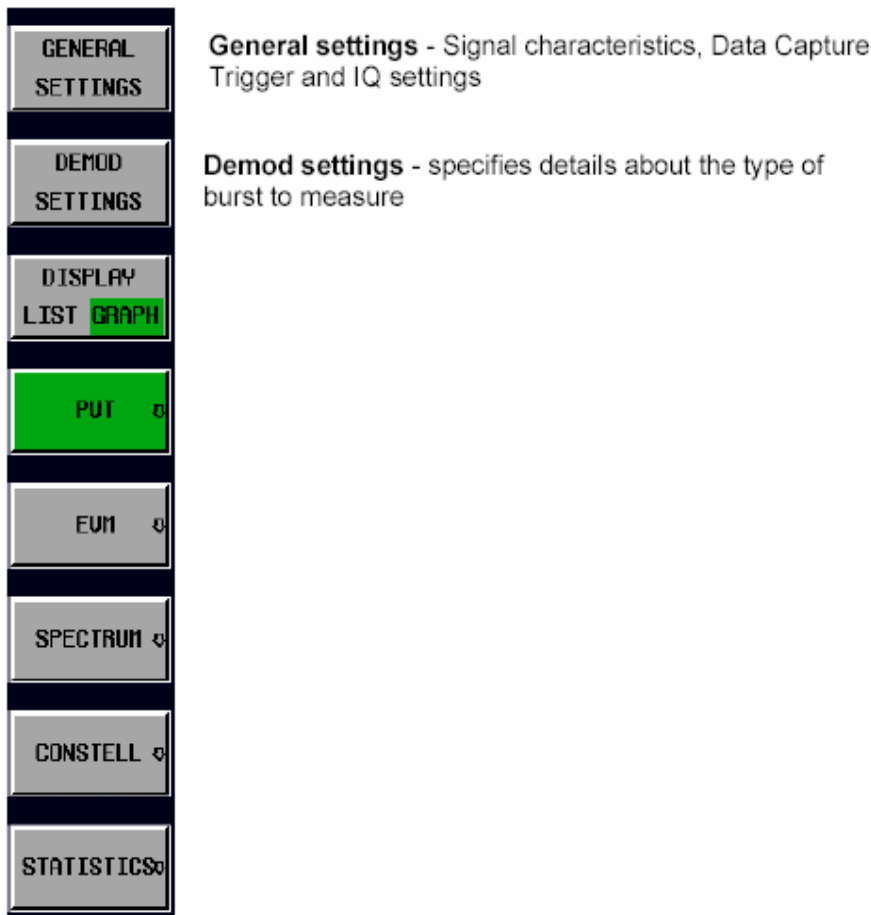 GENERAL
SETTINGS
General settings - Signal characteristics, Data Capture
Trigger and IQ settings
DEMOD
SETTINGS
Demod settings - specifies details about the type of
burst to measure
DISPLAY
LIST GRAPH
PVT
EVM
SPECTRUM
CONSTELL
STATISTICS